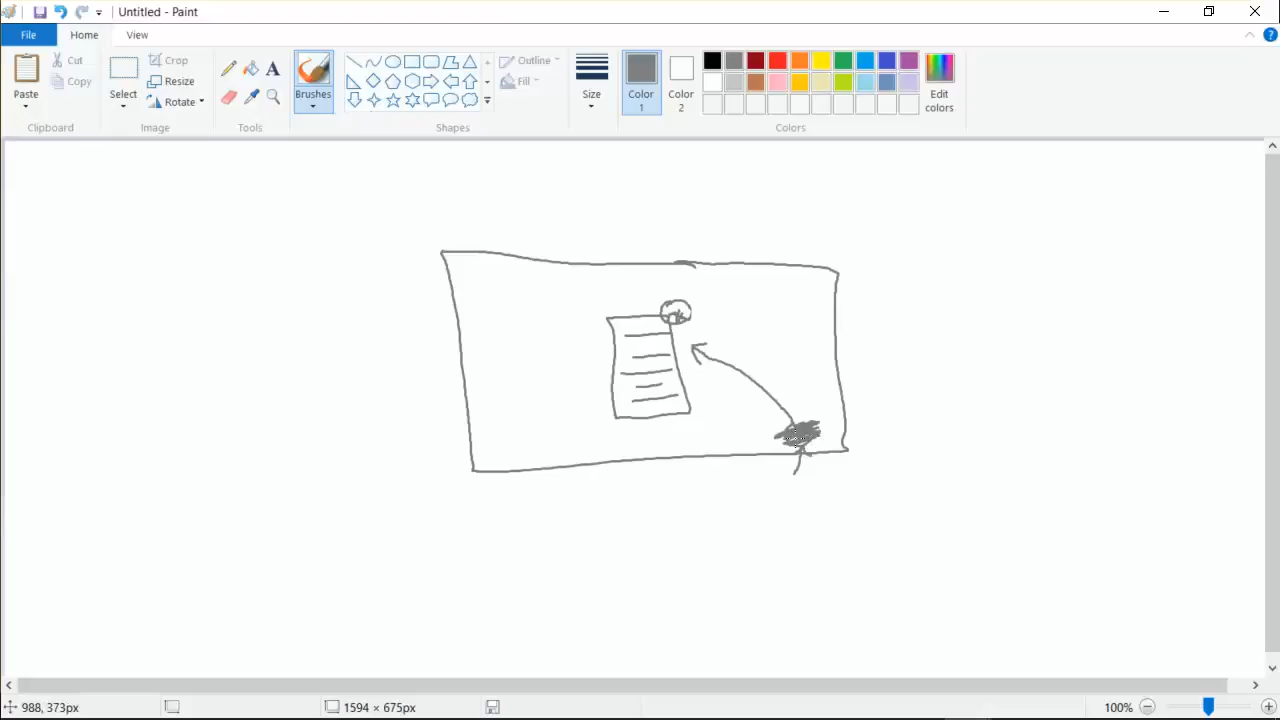 Untitled - Paint
File Home View
Paste
Cut
Copy
Clipboard
Select
Crop
Resize
Rotate
Image
Tools
Brushes
Shapes
Outline
Fill
Size
Color
1
Color
2
Edit
colors
Colors
988, 373px
1594 × 675px
100%